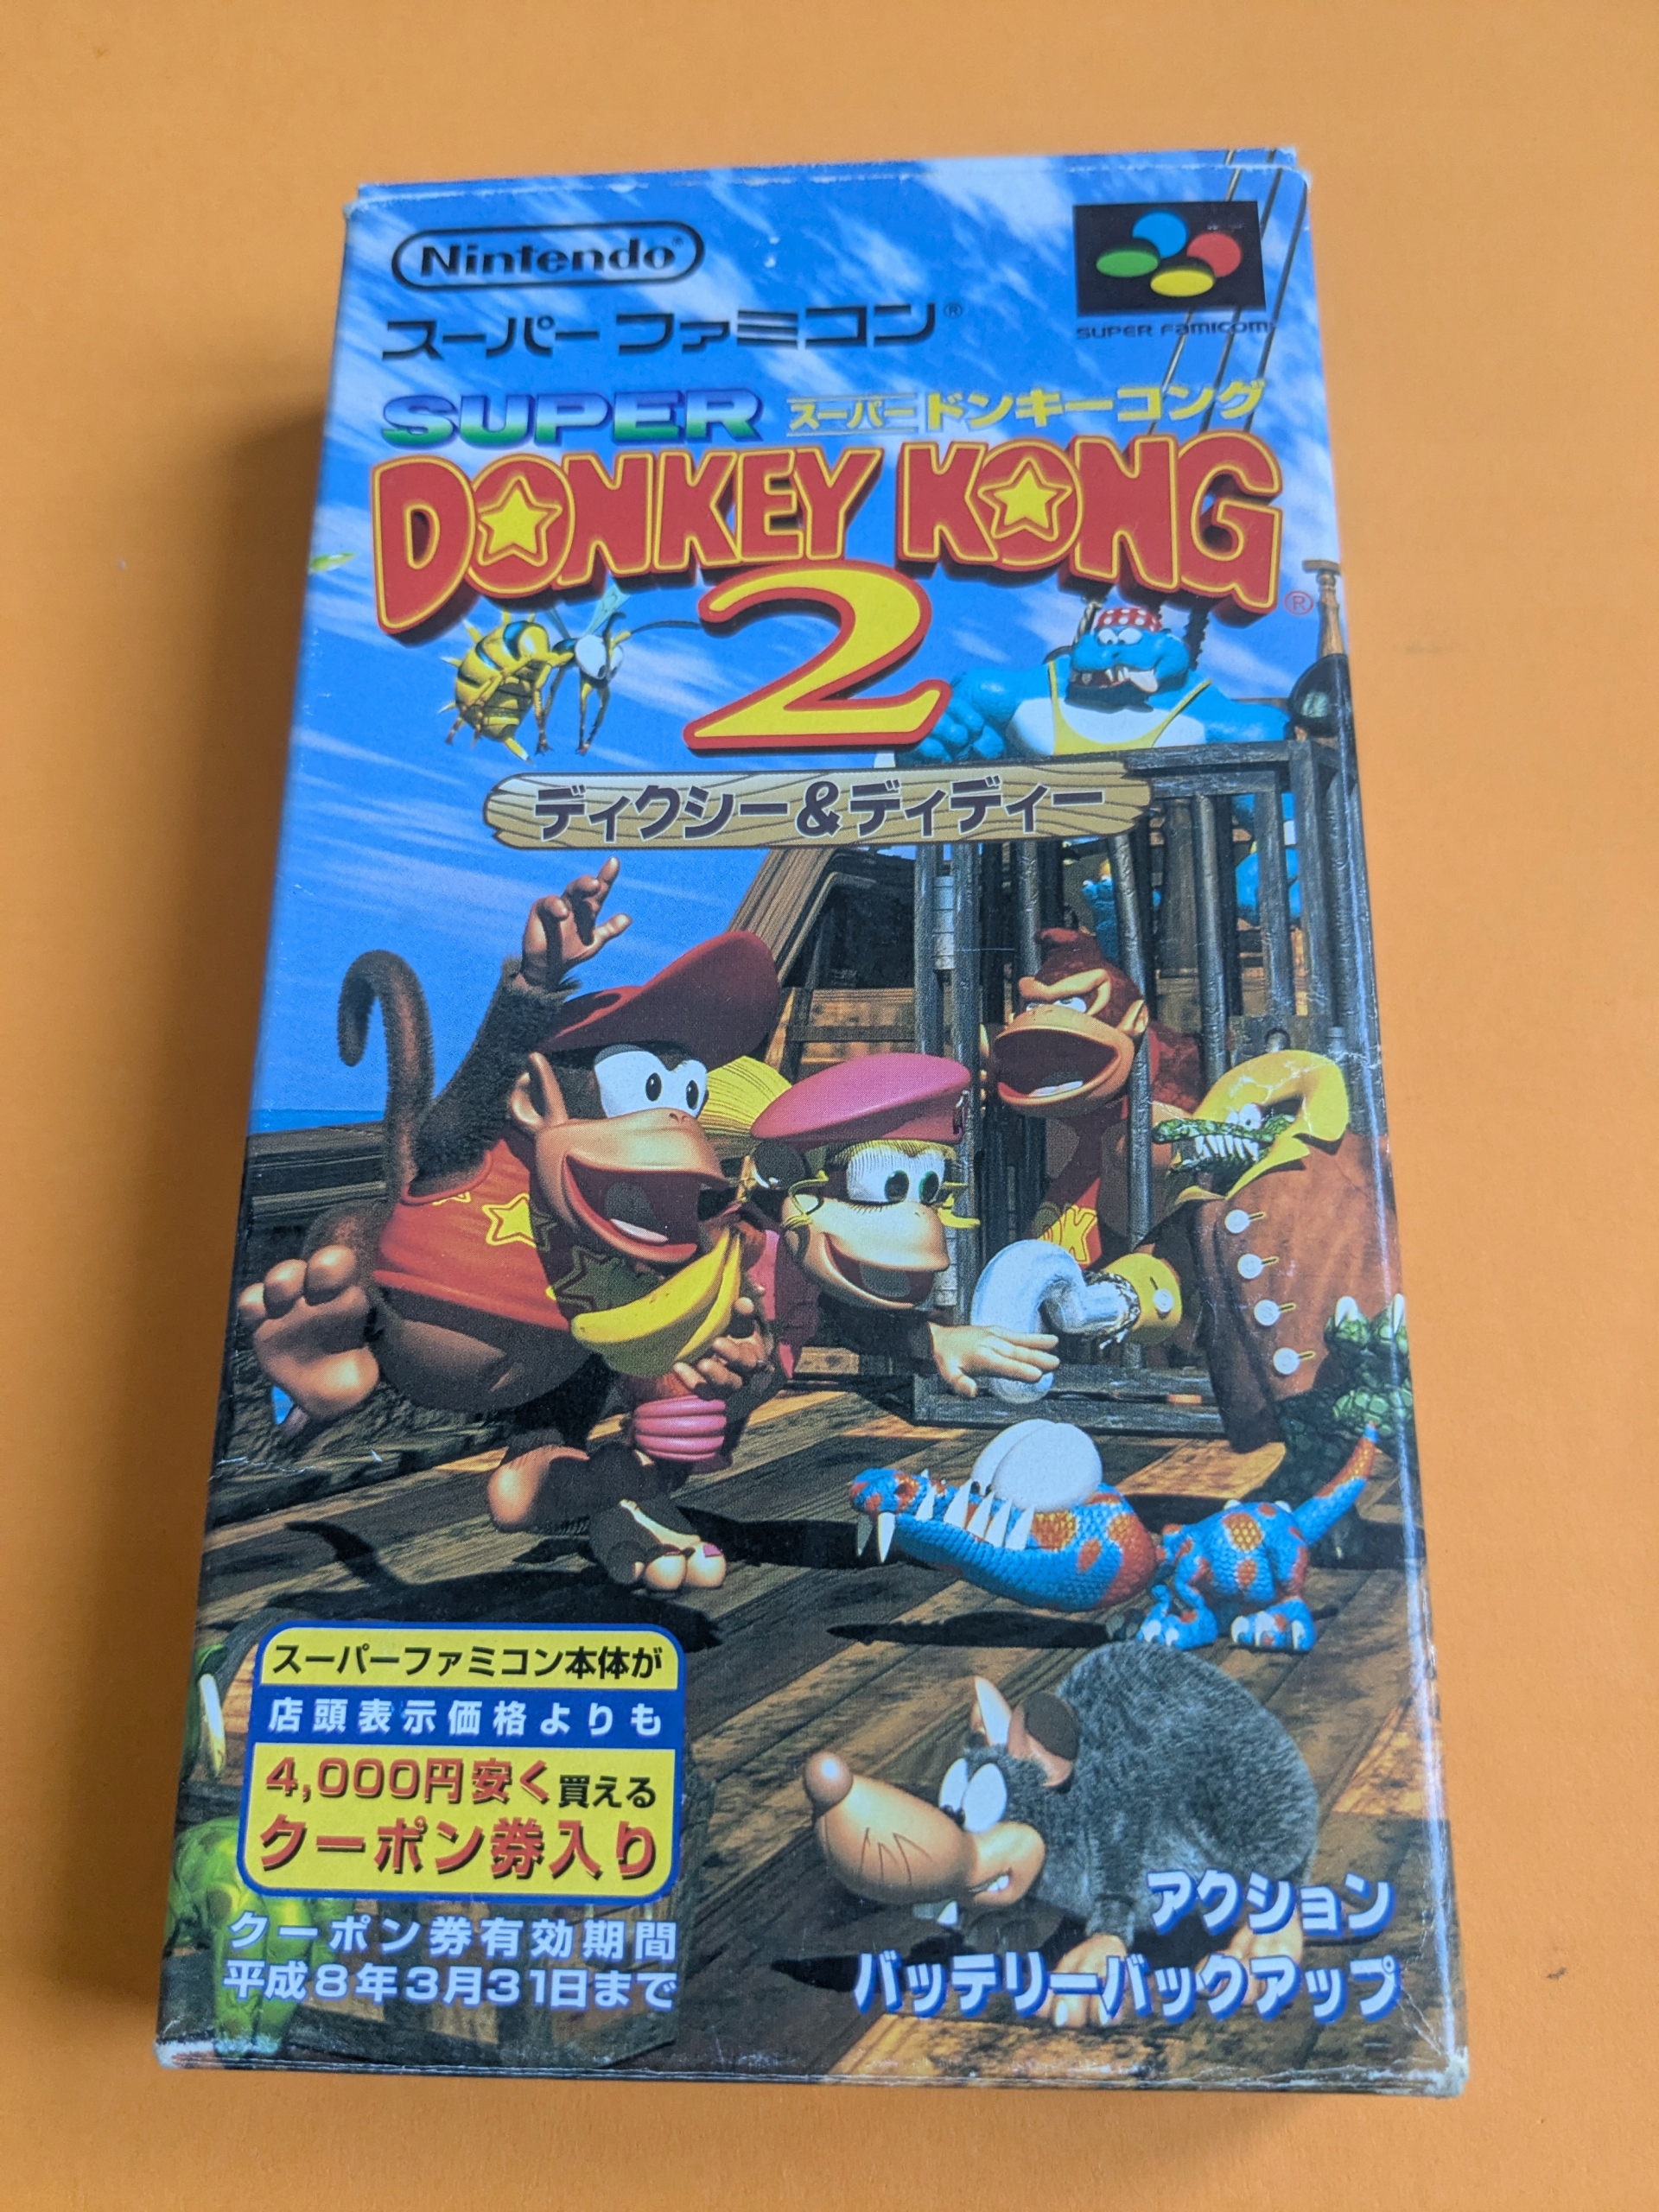 Nintendo®
スーパーファミコン®
SUPER FAMICOM
SUPER スーパードンキーコング
DONKEY KONG®
2
ディクシー&ディディー
DK
スーパーファミコン本体が
店頭表示価格よりも
4,000円安く買える
クーポン券入り
クーポン券有効期間
平成8年3月31日まで
アクション
バッテリーバックアップ